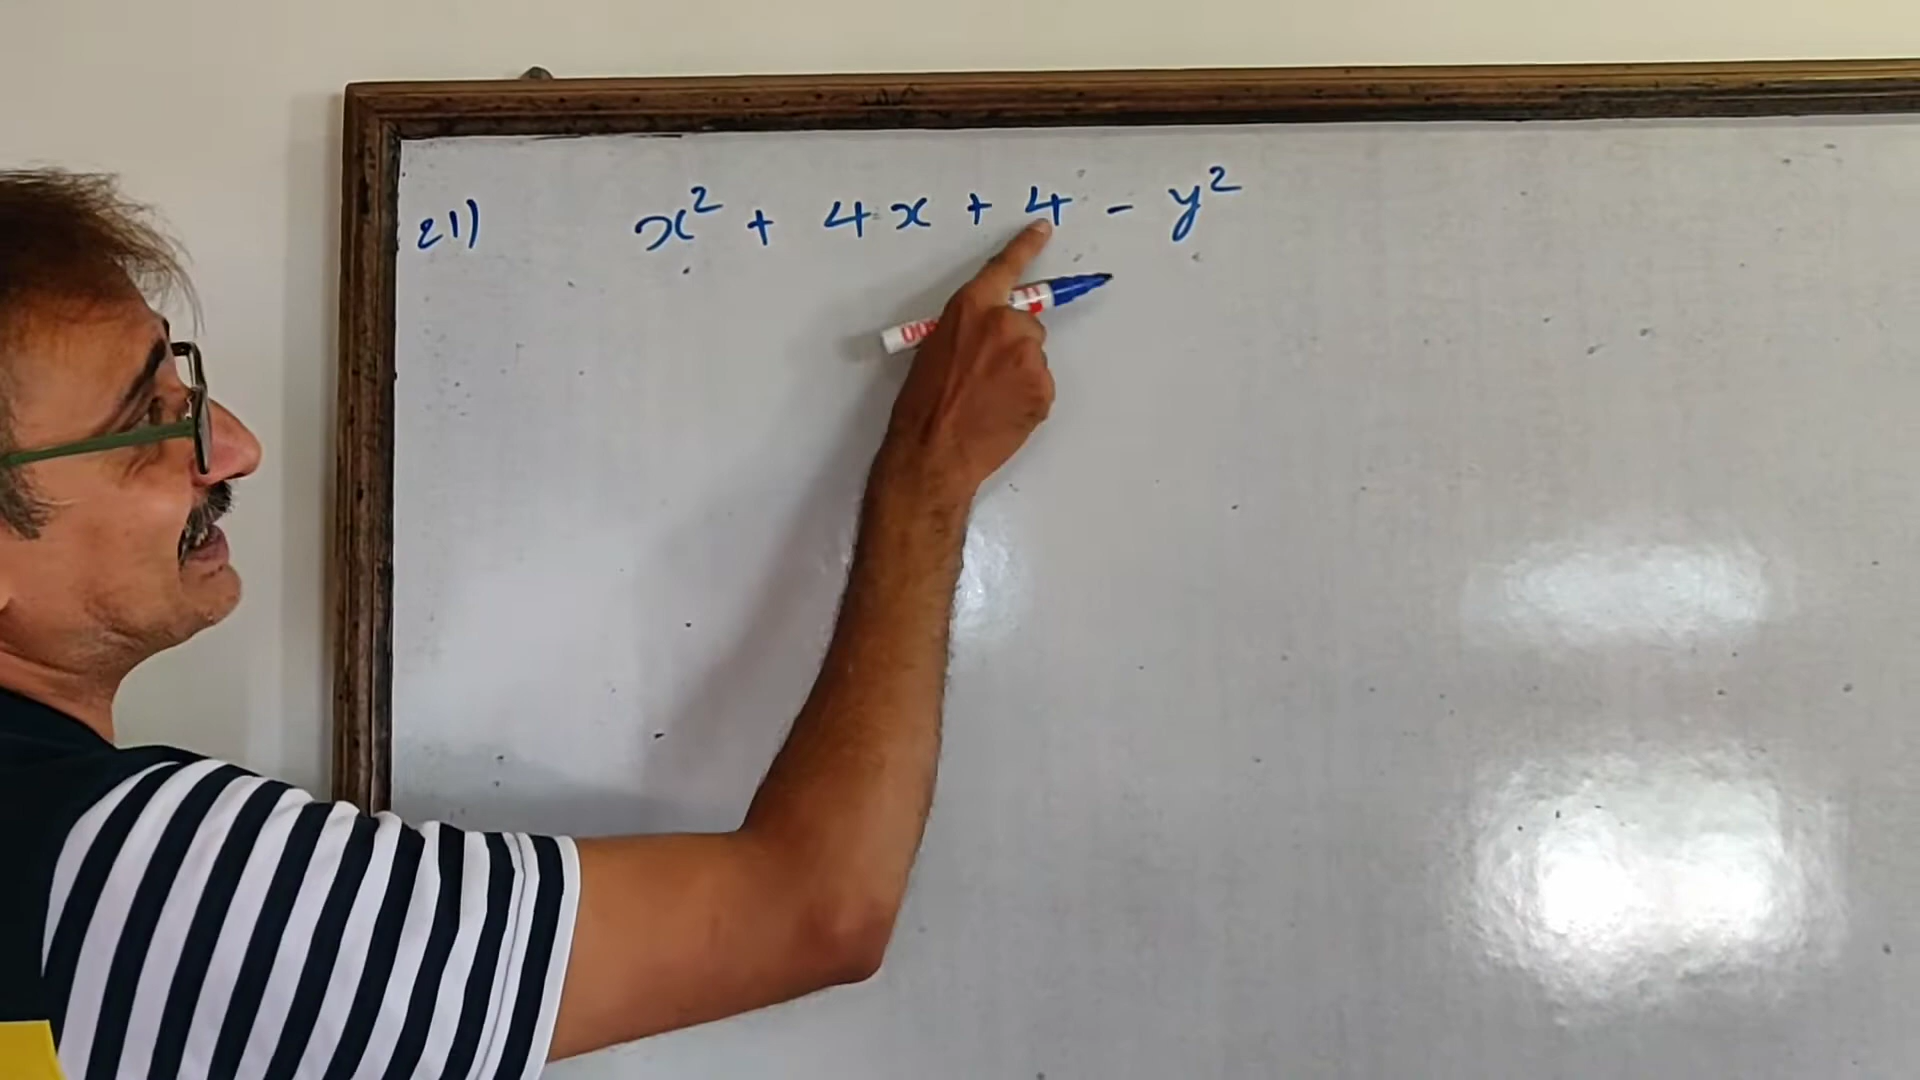 21) x² + 4x + 4 - y²